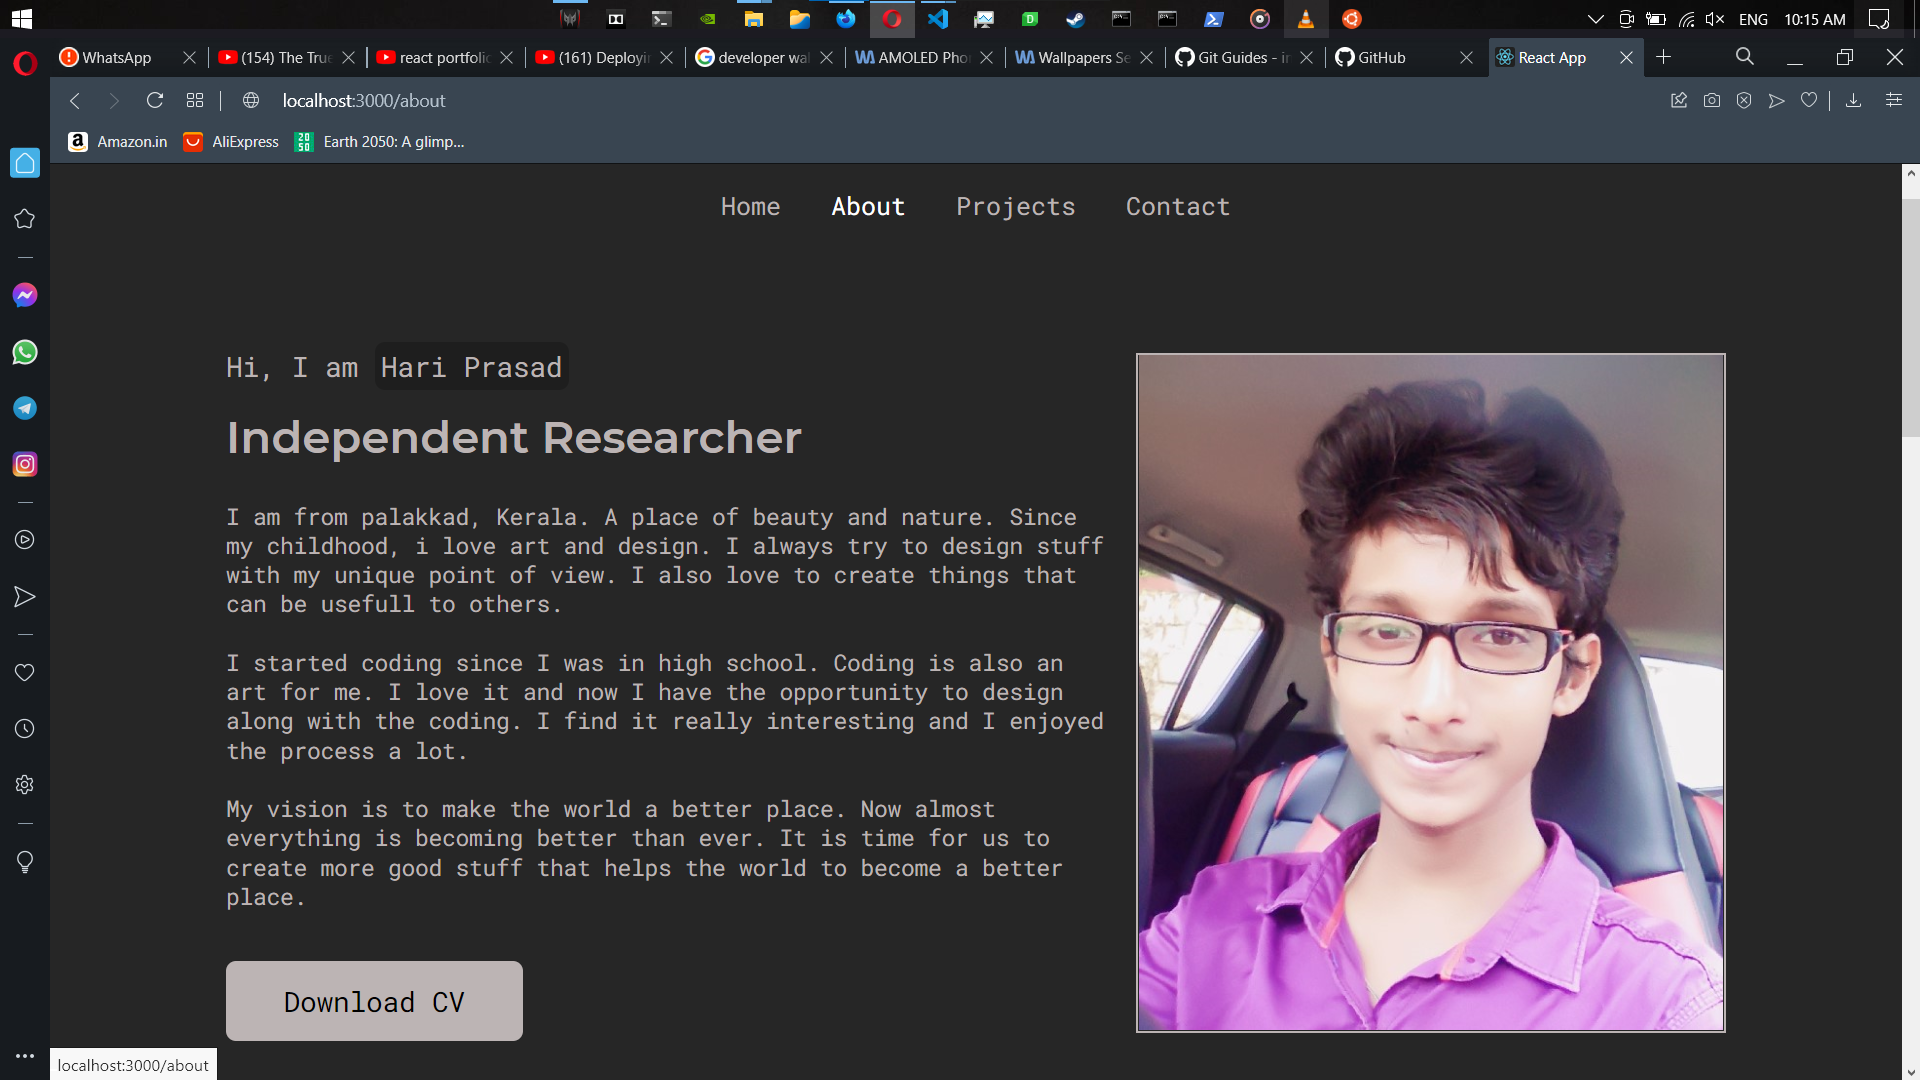 ENG 10:15 AM
WhatsApp
(154) The True
react portfolio
(161) Deployin
developer wal
AMOLED Phon
Wallpapers Se
Git Guides - in
GitHub
React App
localhost:3000/about
Amazon.in
AliExpress
Earth 2050: A glimp...
Home
About
Projects
Contact
Hi, I am Hari Prasad
Independent Researcher
I am from palakkad, Kerala. A place of beauty and nature. Since
my childhood, i love art and design. I always try to design stuff
with my unique point of view. I also love to create things that
can be usefull to others.
I started coding since I was in high school. Coding is also an
art for me. I love it and now I have the opportunity to design
along with the coding. I find it really interesting and I enjoyed
the process a lot.
My vision is to make the world a better place. Now almost
everything is becoming better than ever. It is time for us to
create more good stuff that helps the world to become a better
place.
Download CV
localhost:3000/about